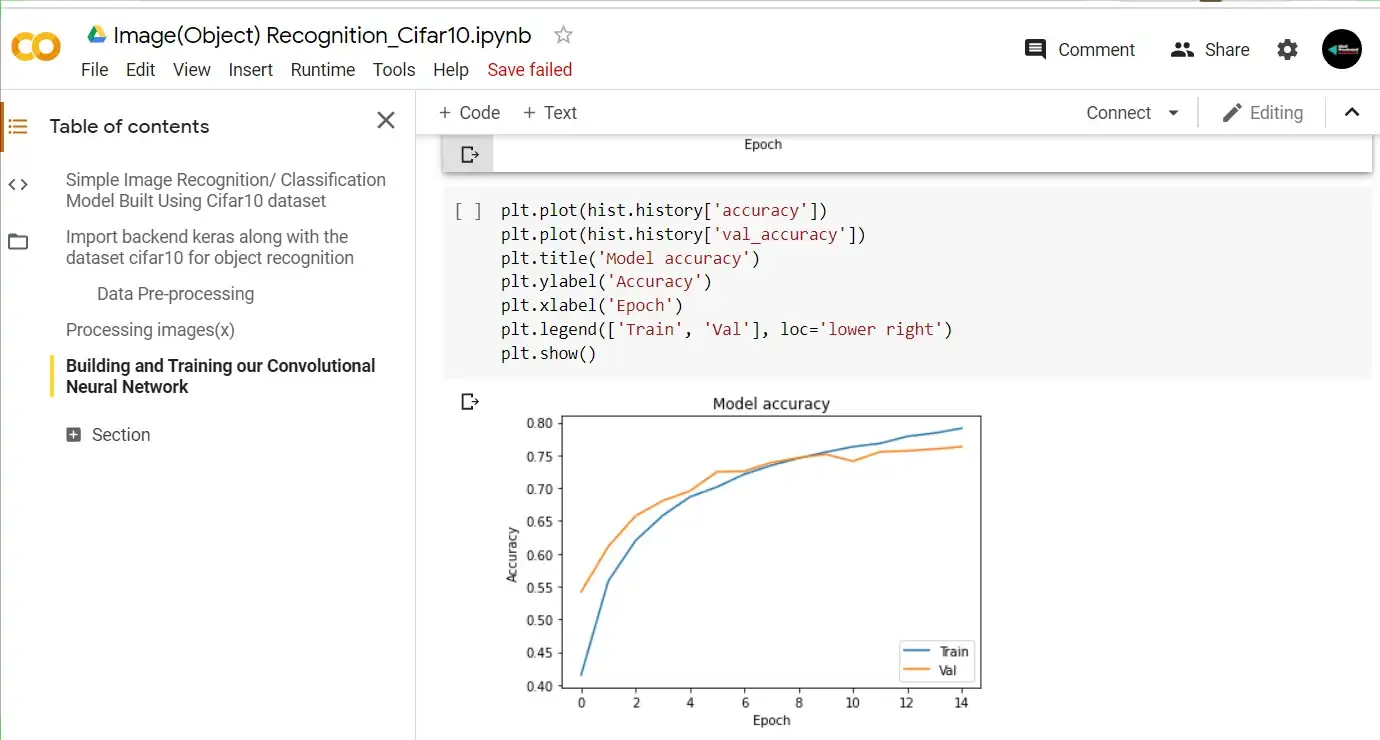 Image(Object) Recognition_Cifar10.ipynb
File Edit View Insert Runtime Tools Help Save failed
Comment Share
Table of contents
Simple Image Recognition/ Classification
Model Built Using Cifar10 dataset
Import backend keras along with the
dataset cifar10 for object recognition
Data Pre-processing
Processing images(x)
Building and Training our Convolutional
Neural Network
Section
+ Code + Text
Connect Editing
Epoch
[ ] plt.plot(hist.history['accuracy'])
plt.plot(hist.history['val_accuracy'])
plt.title('Model accuracy')
plt.ylabel('Accuracy')
plt.xlabel('Epoch')
plt.legend(['Train', 'Val'], loc='lower right')
plt.show()
Model accuracy
0.80
0.75
0.70
0.65
0.60
0.55
0.50
0.45
0.40
Accuracy
Train
Val
0 2 4 6 8 10 12 14
Epoch